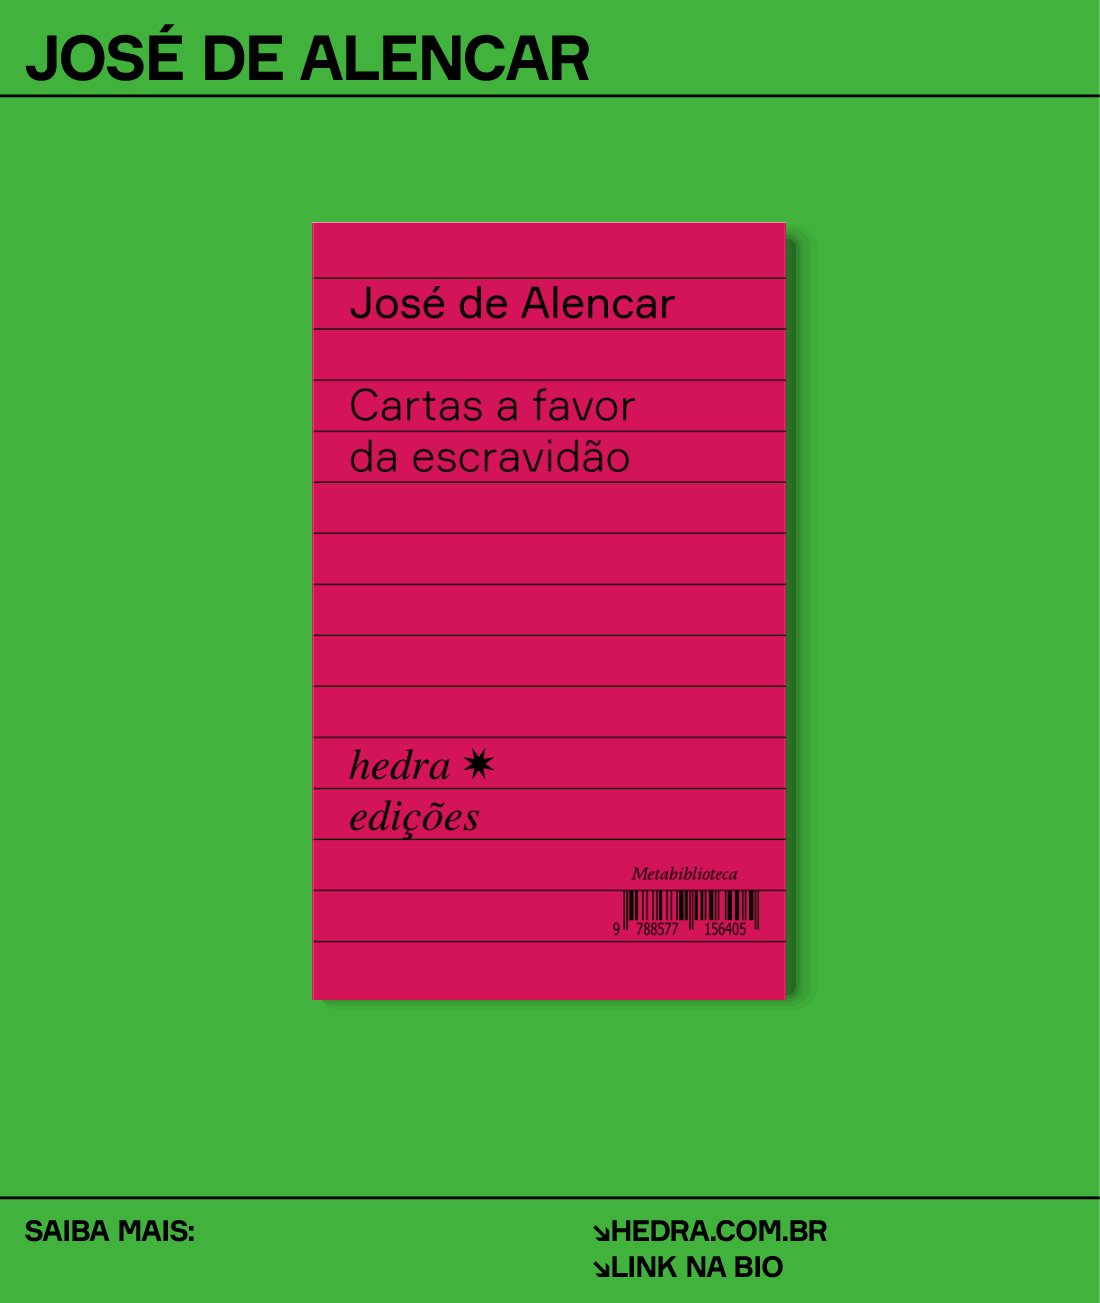 JOSÉ DE ALENCAR
José de Alencar
Cartas a favor
da escravidão
hedra ✷
edições
Metabiblioteca
9 788577 156405
SAIBA MAIS:
↘HEDRA.COM.BR
↘LINK NA BIO